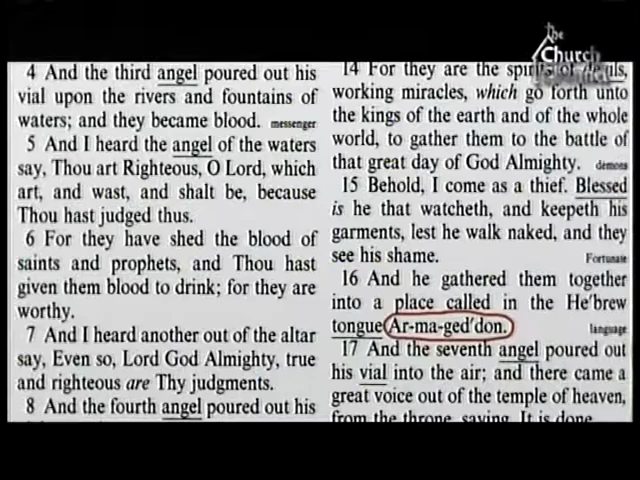 the
Church
4 And the third angel poured out his
vial upon the rivers and fountains of
waters; and they became blood. messenger
5 And I heard the angel of the waters
say, Thou art Righteous, O Lord, which
art, and wast, and shalt be, because
Thou hast judged thus.
6 For they have shed the blood of
saints and prophets, and Thou hast
given them blood to drink; for they are
worthy.
7 And I heard another out of the altar
say, Even so, Lord God Almighty, true
and righteous are Thy judgments.
8 And the fourth angel poured out his
14 For they are the spirits of devils,
working miracles, which go forth unto
the kings of the earth and of the whole
world, to gather them to the battle of
that great day of God Almighty. demons
15 Behold, I come as a thief. Blessed
is he that watcheth, and keepeth his
garments, lest he walk naked, and they
see his shame. Fortunate
16 And he gathered them together
into a place called in the He'brew
tongue Ar-ma-ged'don. language
17 And the seventh angel poured out
his vial into the air; and there came a
great voice out of the temple of heaven,
from the throne, saying, It is done.